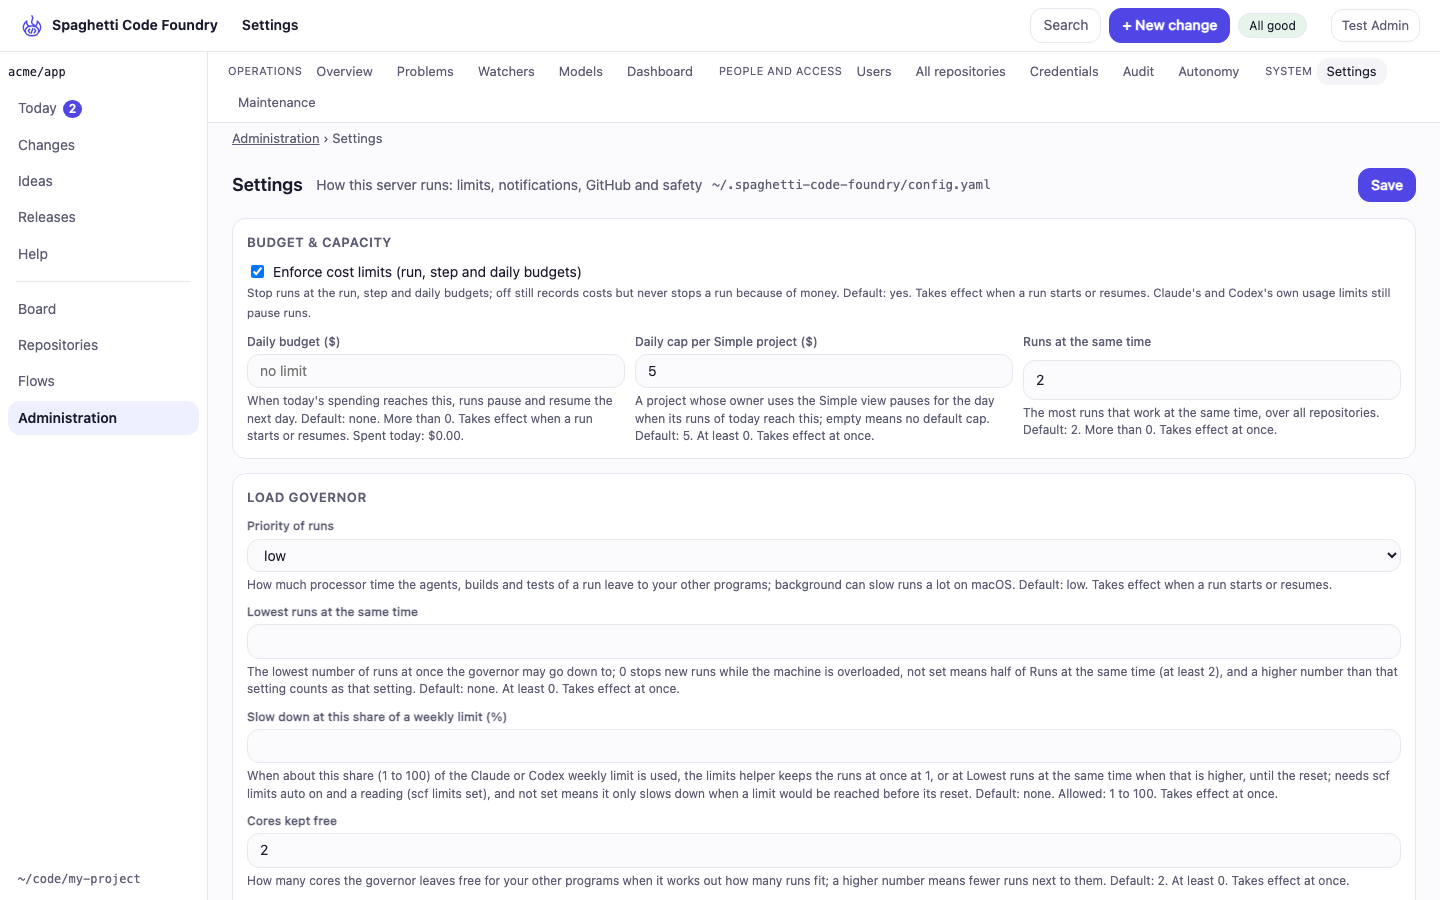 Spaghetti Code Foundry
Settings
Search
+ New change
All good
Test Admin
acme/app
Today 2
Changes
Ideas
Releases
Help
Board
Repositories
Flows
Administration
~/code/my-project
OPERATIONS Overview Problems Watchers Models Dashboard PEOPLE AND ACCESS Users All repositories Credentials Audit Autonomy SYSTEM Settings
Maintenance
Administration › Settings
Settings How this server runs: limits, notifications, GitHub and safety ~/.spaghetti-code-foundry/config.yaml
Save
BUDGET & CAPACITY
Enforce cost limits (run, step and daily budgets)
Stop runs at the run, step and daily budgets; off still records costs but never stops a run because of money. Default: yes. Takes effect when a run starts or resumes. Claude's and Codex's own usage limits still
pause runs.
Daily budget ($)
no limit
When today's spending reaches this, runs pause and resume the
next day. Default: none. More than 0. Takes effect when a run
starts or resumes. Spent today: $0.00.
Daily cap per Simple project ($)
5
A project whose owner uses the Simple view pauses for the day
when its runs of today reach this; empty means no default cap.
Default: 5. At least 0. Takes effect at once.
Runs at the same time
2
The most runs that work at the same time, over all repositories.
Default: 2. More than 0. Takes effect at once.
LOAD GOVERNOR
Priority of runs
low
How much processor time the agents, builds and tests of a run leave to your other programs; background can slow runs a lot on macOS. Default: low. Takes effect when a run starts or resumes.
Lowest runs at the same time
The lowest number of runs at once the governor may go down to; 0 stops new runs while the machine is overloaded, not set means half of Runs at the same time (at least 2), and a higher number than that
setting counts as that setting. Default: none. At least 0. Takes effect at once.
Slow down at this share of a weekly limit (%)
When about this share (1 to 100) of the Claude or Codex weekly limit is used, the limits helper keeps the runs at once at 1, or at Lowest runs at the same time when that is higher, until the reset; needs scf
limits auto on and a reading (scf limits set), and not set means it only slows down when a limit would be reached before its reset. Default: none. Allowed: 1 to 100. Takes effect at once.
Cores kept free
2
How many cores the governor leaves free for your other programs when it works out how many runs fit; a higher number means fewer runs next to them. Default: 2. At least 0. Takes effect at once.